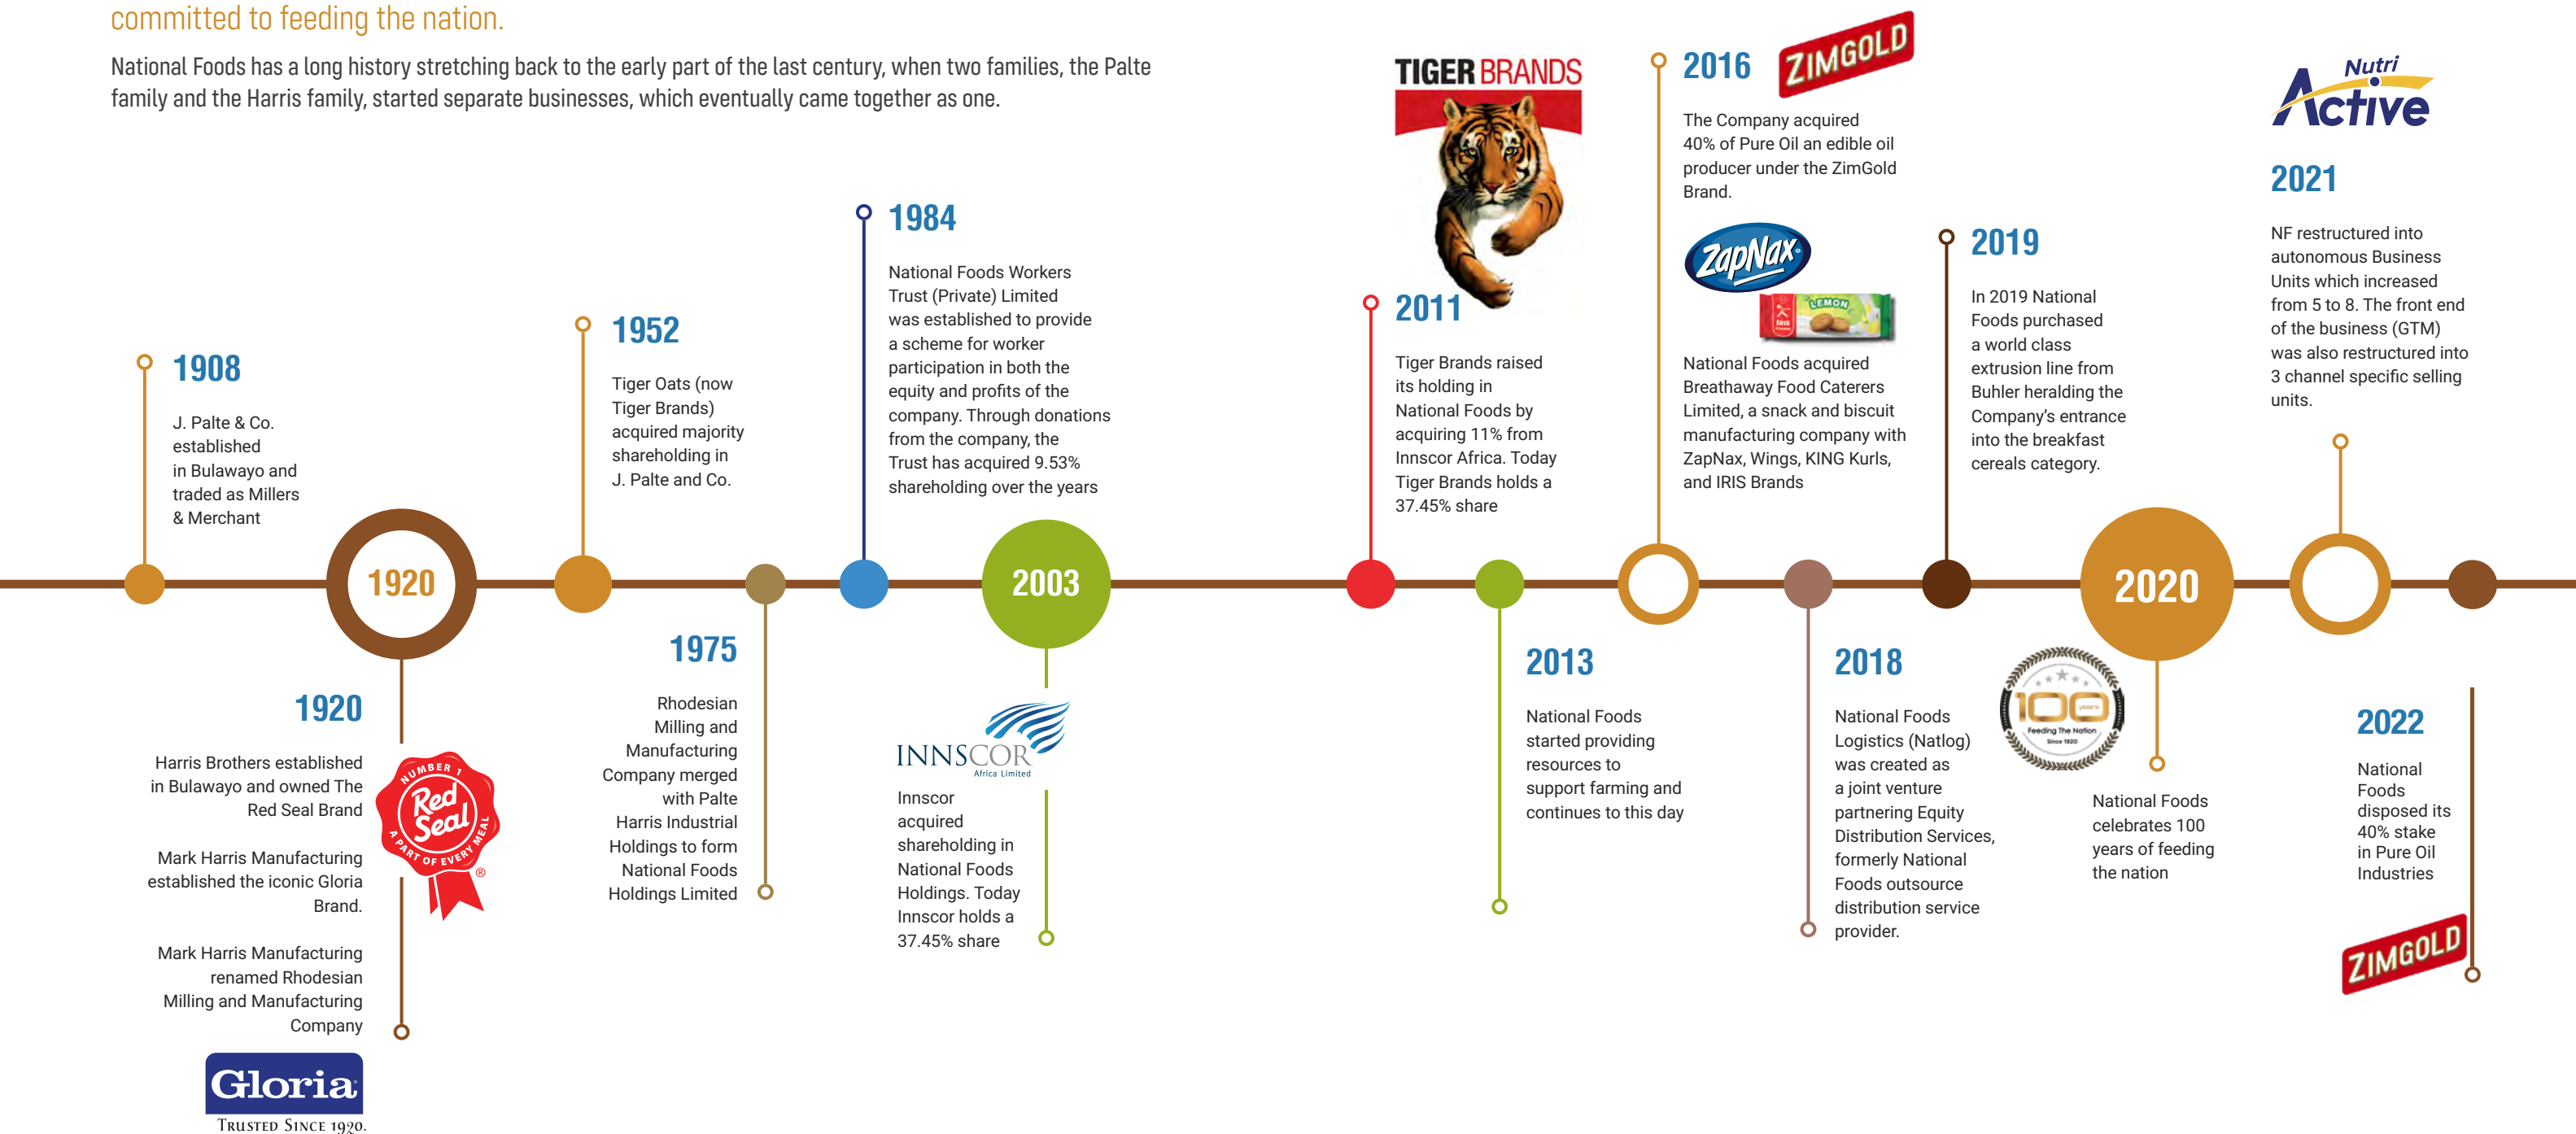 committed to feeding the nation.
National Foods has a long history stretching back to the early part of the last century, when two families, the Palte
family and the Harris family, started separate businesses, which eventually came together as one.
1908
J. Palte & Co.
established
in Bulawayo and
traded as Millers
& Merchant
1920
1920
Harris Brothers established
in Bulawayo and owned The
Red Seal Brand
Mark Harris Manufacturing
established the iconic Gloria
Brand.
Mark Harris Manufacturing
renamed Rhodesian
Milling and Manufacturing
Company
NUMBER 1
Red
Seal
A PART OF EVERY MEAL
®
Gloria
TRUSTED SINCE 1920.
1952
Tiger Oats (now
Tiger Brands)
acquired majority
shareholding in
J. Palte and Co.
1975
Rhodesian
Milling and
Manufacturing
Company merged
with Palte
Harris Industrial
Holdings to form
National Foods
Holdings Limited
1984
National Foods Workers
Trust (Private) Limited
was established to provide
a scheme for worker
participation in both the
equity and profits of the
company. Through donations
from the company, the
Trust has acquired 9.53%
shareholding over the years
2003
INNSCOR
Africa Limited
Innscor
acquired
shareholding in
National Foods
Holdings. Today
Innscor holds a
37.45% share
TIGER BRANDS
2011
Tiger Brands raised
its holding in
National Foods by
acquiring 11% from
Innscor Africa. Today
Tiger Brands holds a
37.45% share
2013
National Foods
started providing
resources to
support farming and
continues to this day
2016
ZIMGOLD
The Company acquired
40% of Pure Oil an edible oil
producer under the ZimGold
Brand.
ZapNax
LEMON
National Foods acquired
Breathaway Food Caterers
Limited, a snack and biscuit
manufacturing company with
ZapNax, Wings, KING Kurls,
and IRIS Brands
2018
National Foods
Logistics (Natlog)
was created as
a joint venture
partnering Equity
Distribution Services,
formerly National
Foods outsource
distribution service
provider.
2019
In 2019 National
Foods purchased
a world class
extrusion line from
Buhler heralding the
Company's entrance
into the breakfast
cereals category.
2020
100
years
Feeding The Nation
Since 1920
National Foods
celebrates 100
years of feeding
the nation
Nutri
Active
2021
NF restructured into
autonomous Business
Units which increased
from 5 to 8. The front end
of the business (GTM)
was also restructured into
3 channel specific selling
units.
2022
National
Foods
disposed its
40% stake
in Pure Oil
Industries
ZIMGOLD